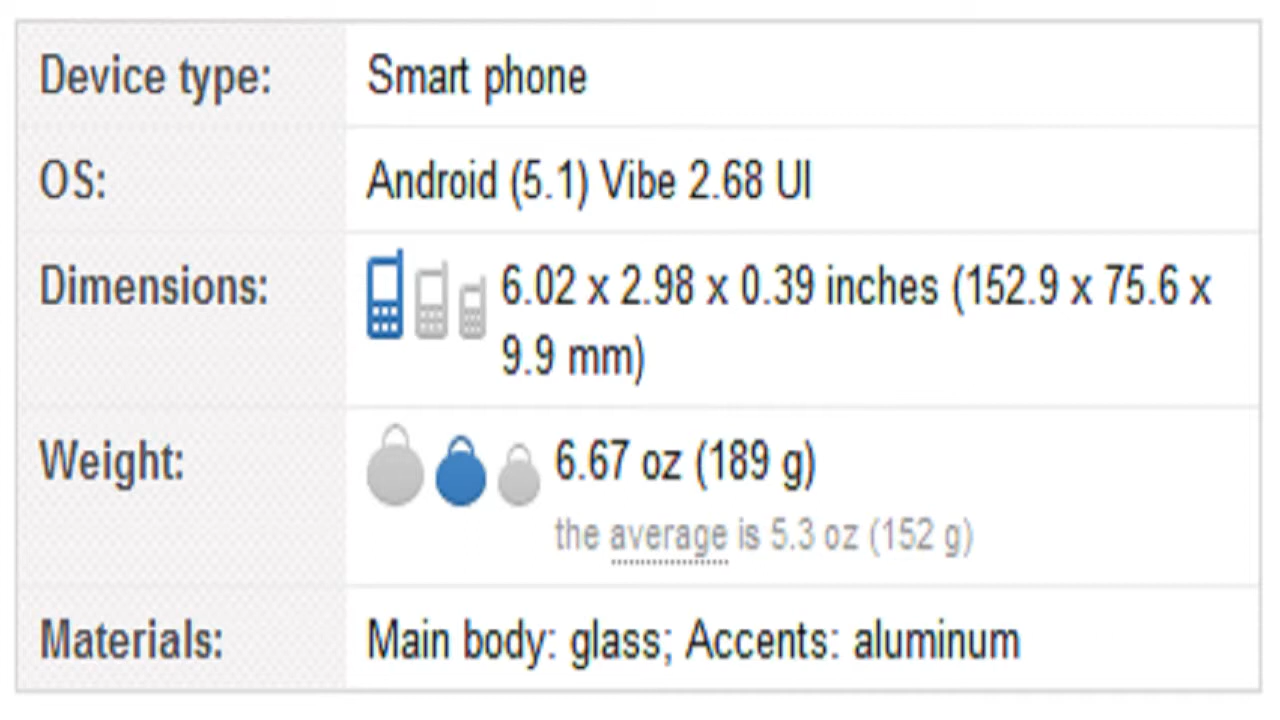 Device type: Smart phone
OS: Android (5.1) Vibe 2.68 UI
Dimensions: 6.02 x 2.98 x 0.39 inches (152.9 x 75.6 x
9.9 mm)
Weight: 6.67 oz (189 g)
the average is 5.3 oz (152 g)
Materials: Main body: glass; Accents: aluminum